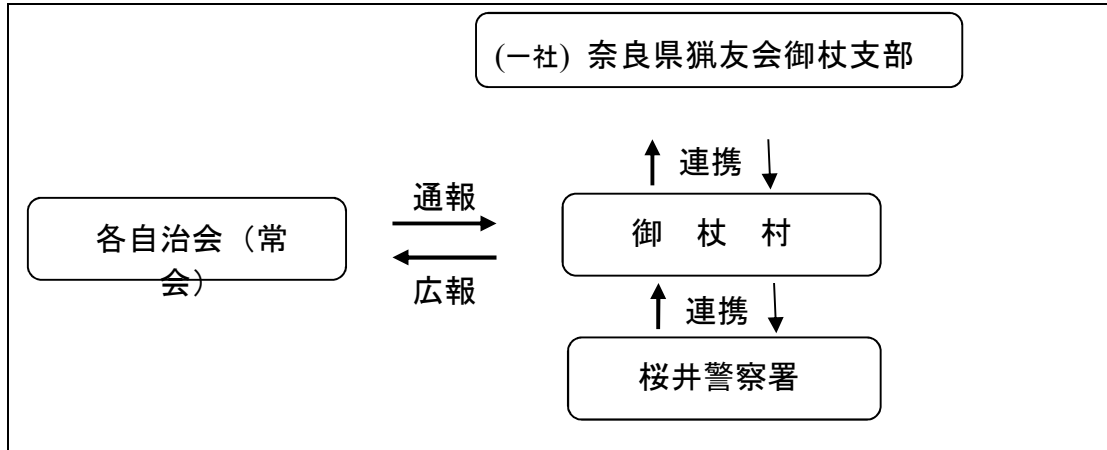 (一社) 奈良県猟友会御杖支部
連携
通報
各自治会（常
会）
御　杖　村
広報
連携
桜井警察署